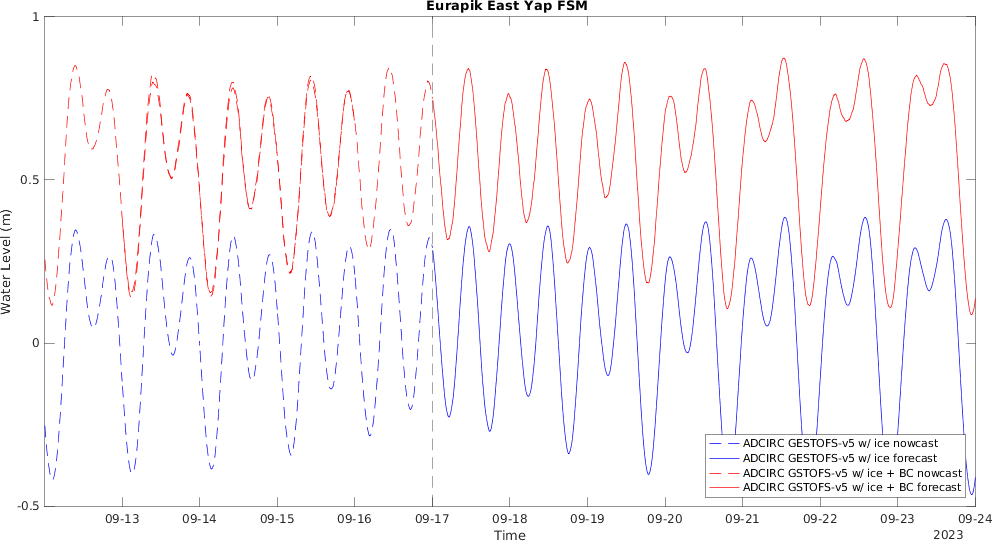 Eurapik East Yap FSM
1
0.5
0
-0.5
Water Level (m)
ADCIRC GESTOFS-v5 w/ ice nowcast
ADCIRC GESTOFS-v5 w/ ice forecast
ADCIRC GSTOFS-v5 w/ ice + BC nowcast
ADCIRC GSTOFS-v5 w/ ice + BC forecast
09-13 09-14 09-15 09-16 09-17 09-18 09-19 09-20 09-21 09-22 09-23 09-24
Time
2023